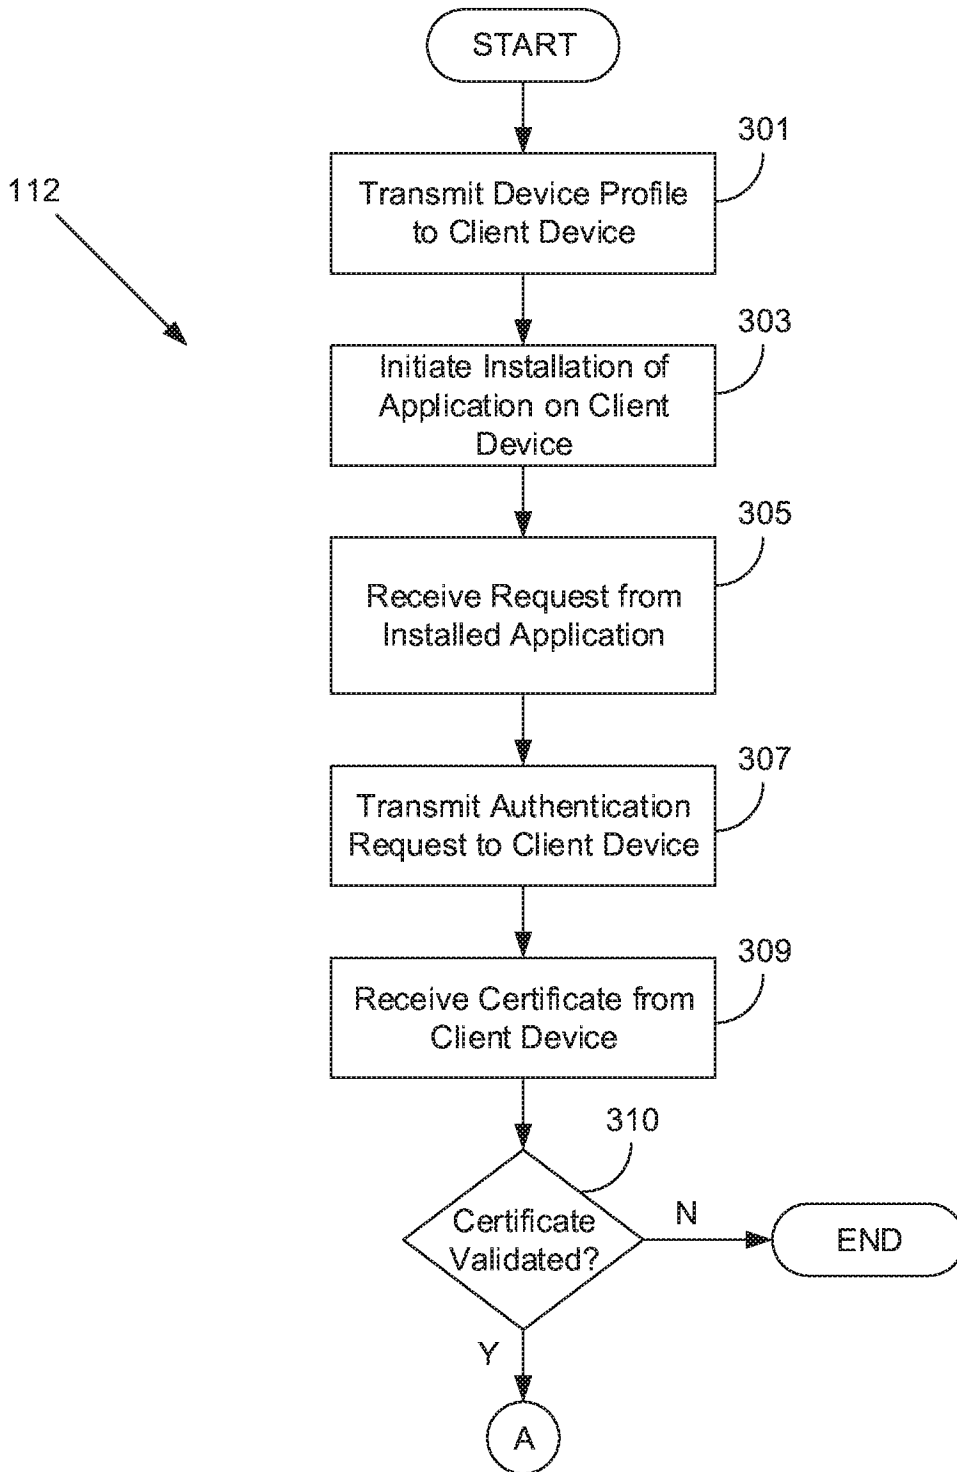 START
301
Transmit Device Profile
to Client Device
112
303
Initiate Installation of
Application on Client
Device
305
Receive Request from
Installed Application
307
Transmit Authentication
Request to Client Device
309
Receive Certificate from
Client Device
310
Certificate
Validated?
N
END
Y
A